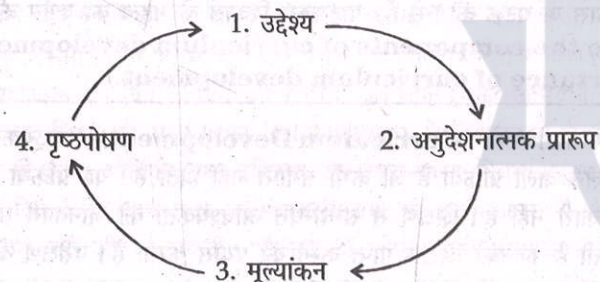 1. उद्देश्य
2. अनुदेशनात्मक प्रारूप
3. मूल्यांकन
4. पृष्ठपोषण